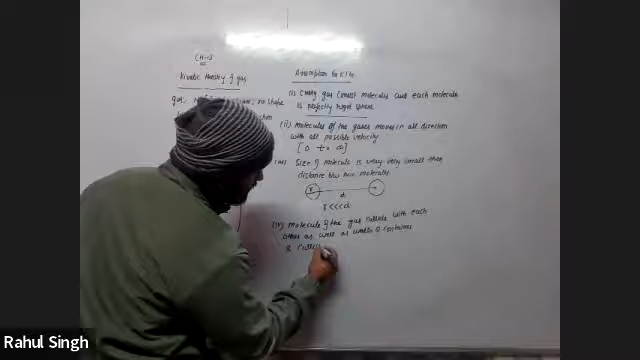 CH-3
Kinetic theory of gas
gas:
no shape
Assumption for KTG
(i) Every gas consist molecules and each molecule
is perfectly rigid sphere
(ii) molecules of the gases moves in all direction
with all possible velocity
[0 to ∞]
(iii) Size of molecule is very very small than
distance b/w two molecules
r
d
r <<< d
(iv) molecule of the gas collide with each
other as well as walls of container
&
Rahul Singh